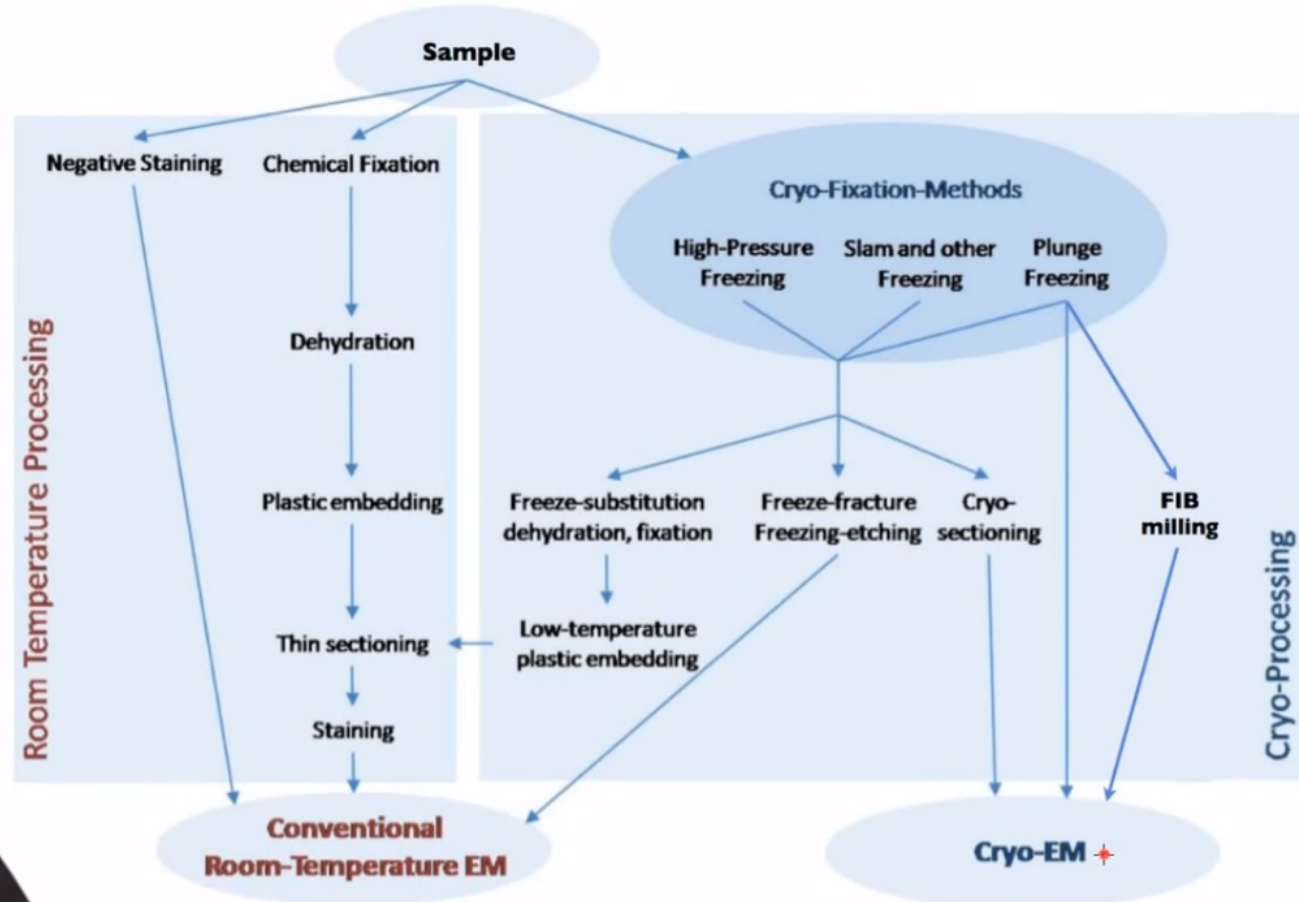 Sample
Negative Staining
Chemical Fixation
Cryo-Fixation-Methods
High-Pressure
Freezing
Slam and other
Freezing
Plunge
Freezing
Dehydration
Room Temperature Processing
Plastic embedding
Freeze-substitution
dehydration, fixation
Freeze-fracture
Freezing-etching
Cryo-
sectioning
FIB
milling
Cryo-Processing
Thin sectioning
Low-temperature
plastic embedding
Staining
Conventional
Room-Temperature EM
Cryo-EM